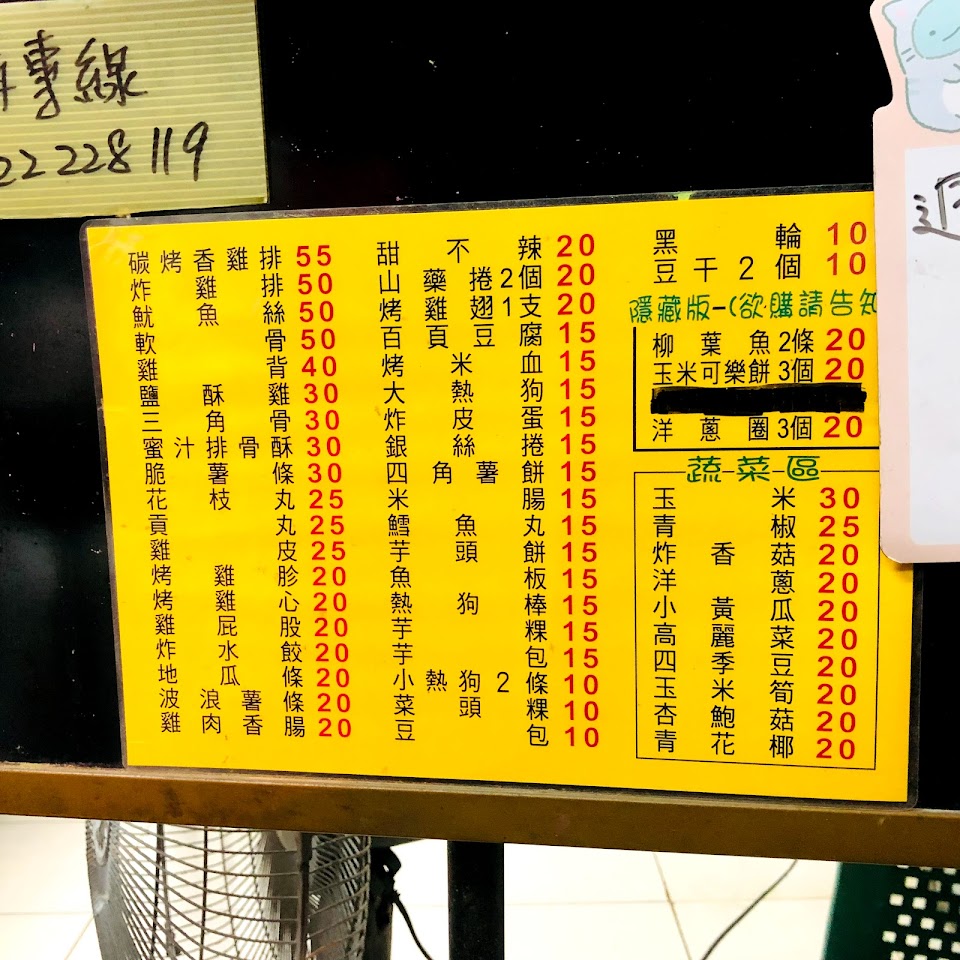 專線
22228119
碳烤香雞排 55
炸雞排 50
魷魚絲 50
軟骨 50
雞背 40
鹽酥雞 30
三角骨 30
蜜汁排骨酥 30
脆薯條 30
花枝丸 25
貢丸 25
雞皮 25
烤雞胗 20
烤雞心 20
雞屁股 20
炸水餃 20
地瓜條 20
波浪薯條 20
雞肉香腸 20
甜不辣 20
山藥捲2個 20
烤雞翅1支 20
百頁豆腐 15
烤米血 15
大熱狗 15
炸皮蛋 15
銀絲捲 15
四角薯餅 15
米腸 15
鱈魚丸 15
芋頭餅 15
魚板 15
熱狗棒 15
芋粿 15
芋包 15
小熱狗2條 10
菜頭粿 10
豆包 10
黑輪 10
豆干2個 10
隱藏版-(欲購請告知
柳葉魚2條 20
玉米可樂餅3個 20
洋蔥圈3個 20
蔬菜區
玉米 30
青椒 25
炸香菇 20
洋蔥 20
小黃瓜 20
高麗菜 20
四季豆 20
玉米筍 20
杏鮑菇 20
青花椰 20